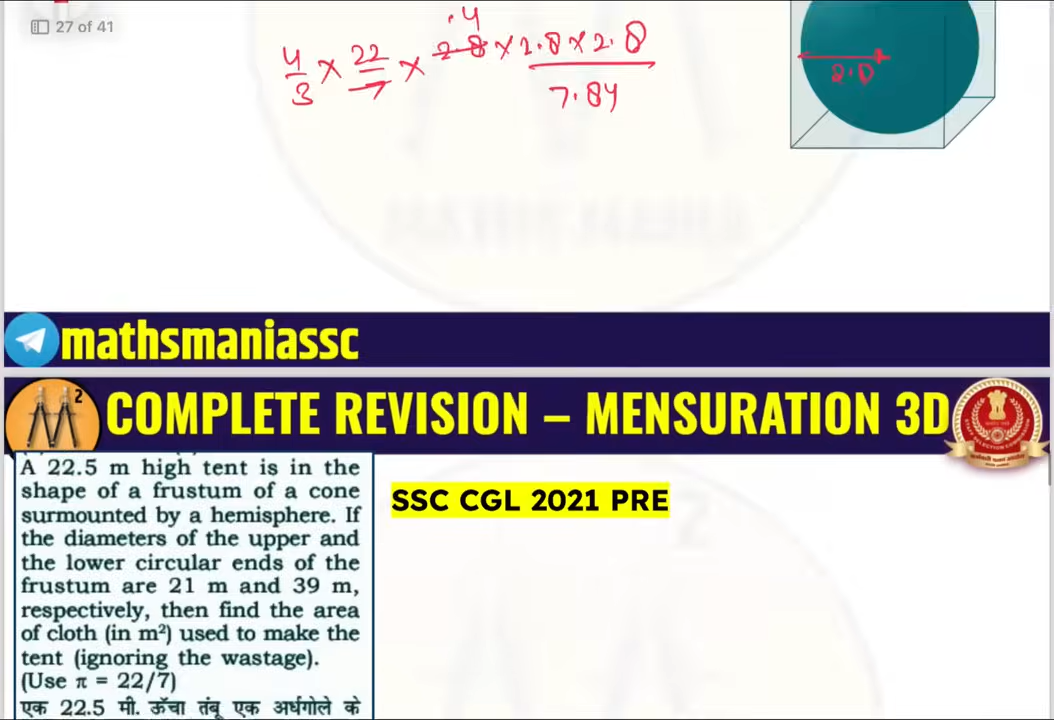 27 of 41
.4
4/3 × 22/7 × 2.8 × 2.8 × 2.8
7.84
2.8
mathsmaniassc
2
COMPLETE REVISION – MENSURATION 3D
A 22.5 m high tent is in the
shape of a frustum of a cone
surmounted by a hemisphere. If
the diameters of the upper and
the lower circular ends of the
frustum are 21 m and 39 m,
respectively, then find the area
of cloth (in m²) used to make the
tent (ignoring the wastage).
(Use π = 22/7)
एक 22.5 मी. ऊँचा तंबू एक अर्धगोले के
SSC CGL 2021 PRE